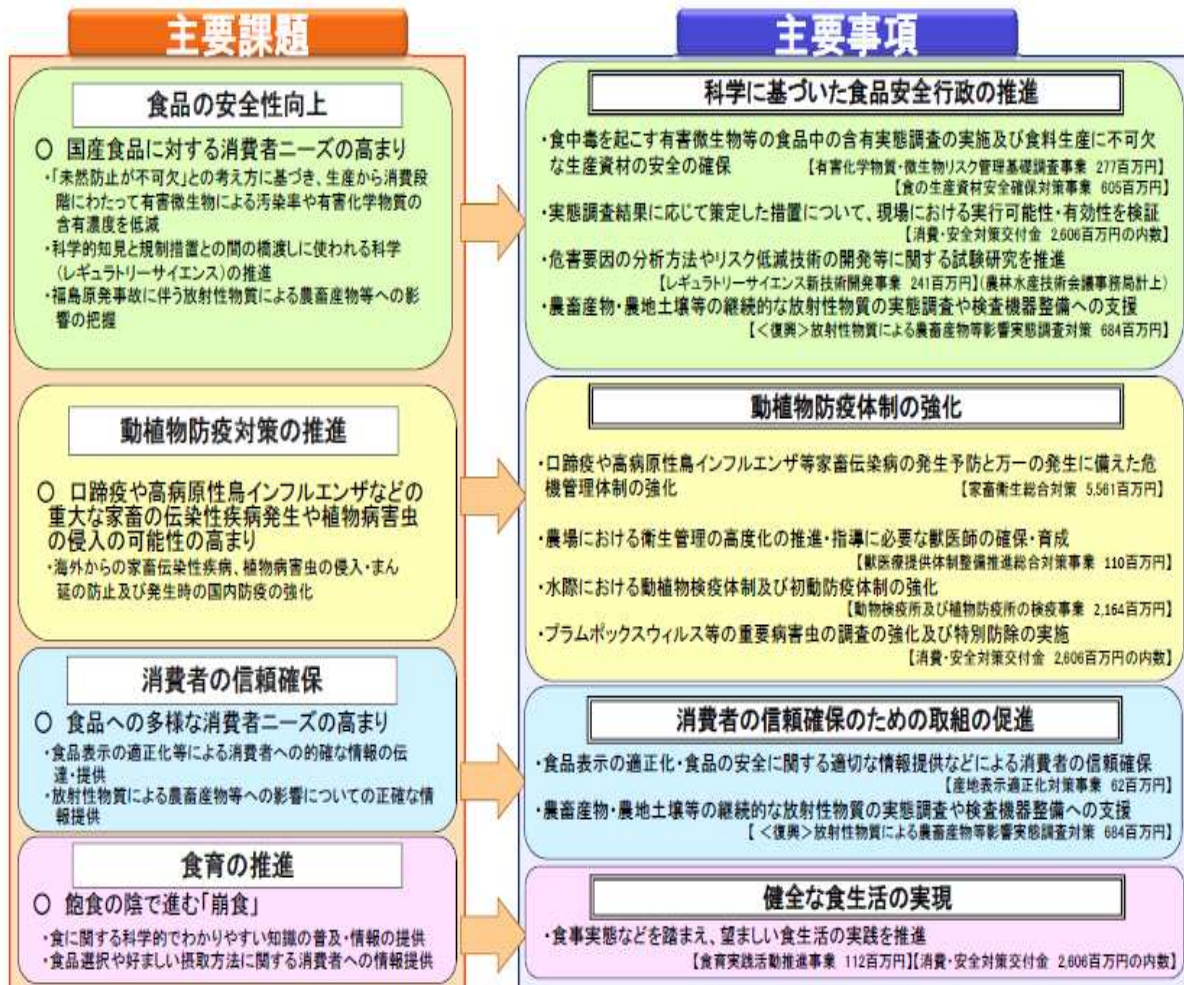 主要課題
食品の安全性向上
○ 国産食品に対する消費者ニーズの高まり
・「未然防止が不可欠」との考え方に基づき、生産から消費段
階にわたって有害微生物による汚染率や有害化学物質の
含有濃度を低減
・科学的知見と規制措置との間の橋渡しに使われる科学
(レギュラトリーサイエンス)の推進
・福島原発事故に伴う放射性物質による農畜産物等への影
響の把握
動植物防疫対策の推進
○ 口蹄疫や高病原性鳥インフルエンザなどの
重大な家畜の伝染性疾病発生や植物病害虫
の侵入の可能性の高まり
・海外からの家畜伝染性疾病、植物病害虫の侵入・まん
延の防止及び発生時の国内防疫の強化
消費者の信頼確保
○ 食品への多様な消費者ニーズの高まり
・食品表示の適正化等による消費者への的確な情報の伝
達・提供
・放射性物質による農畜産物等への影響についての正確な情
報提供
食育の推進
○ 飽食の陰で進む「崩食」
・食に関する科学的でわかりやすい知識の普及・情報の提供
・食品選択や好ましい摂取方法に関する消費者への情報提供
主要事項
科学に基づいた食品安全行政の推進
・食中毒を起こす有害微生物等の食品中の含有実態調査の実施及び食料生産に不可欠
な生産資材の安全の確保 【有害化学物質・微生物リスク管理基礎調査事業 277百万円】
【食の生産資材安全確保対策事業 605百万円】
・実態調査結果に応じて策定した措置について、現場における実行可能性・有効性を検証
【消費・安全対策交付金 2,606百万円の内数】
・危害要因の分析方法やリスク低減技術の開発等に関する試験研究を推進
【レギュラトリーサイエンス新技術開発事業 241百万円】(農林水産技術会議事務局計上)
・農畜産物・農地土壌等の継続的な放射性物質の実態調査や検査機器整備への支援
【<復興>放射性物質による農畜産物等影響実態調査対策 684百万円】
動植物防疫体制の強化
・口蹄疫や高病原性鳥インフルエンザ等家畜伝染病の発生予防と万一の発生に備えた危
機管理体制の強化 【家畜衛生総合対策 5,561百万円】
・農場における衛生管理の高度化の推進・指導に必要な獣医師の確保・育成
【獣医療提供体制整備推進総合対策事業 110百万円】
・水際における動植物検疫体制及び初動防疫体制の強化
【動物検疫所及び植物防疫所の検疫事業 2,164百万円】
・プラムポックスウィルス等の重要病害虫の調査の強化及び特別防除の実施
【消費・安全対策交付金 2,606百万円の内数】
消費者の信頼確保のための取組の促進
・食品表示の適正化・食品の安全に関する適切な情報提供などによる消費者の信頼確保
【産地表示適正化対策事業 62百万円】
・農畜産物・農地土壌等の継続的な放射性物質の実態調査や検査機器整備への支援
【 <復興>放射性物質による農畜産物等影響実態調査対策 684百万円】
健全な食生活の実現
・食事実態などを踏まえ、望ましい食生活の実践を推進
【食育実践活動推進事業 112百万円】【消費・安全対策交付金 2,606百万円の内数】